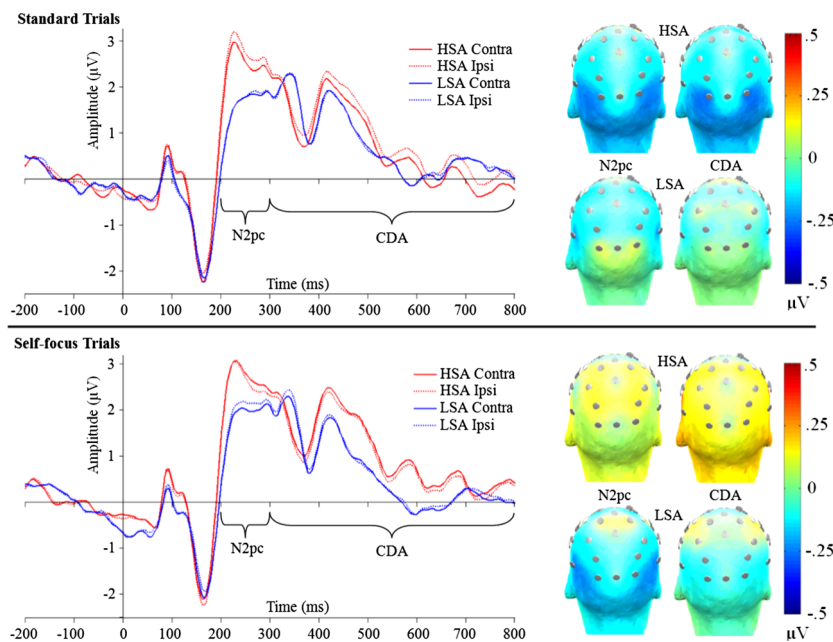 Standard Trials
3
2
1
-1
-2
Amplitude (µV)
HSA Contra
HSA Ipsi
LSA Contra
LSA Ipsi
N2pc
CDA
Time (ms)
-200 -100 0 100 200 300 400 500 600 700 800
HSA
N2pc CDA
LSA
.5
.25
0
-.25
-.5
µV
Self-focus Trials
3
2
1
-1
-2
Amplitude (µV)
HSA Contra
HSA Ipsi
LSA Contra
LSA Ipsi
N2pc
CDA
Time (ms)
-200 -100 0 100 200 300 400 500 600 700 800
HSA
N2pc CDA
LSA
.5
.25
0
-.25
-.5
µV